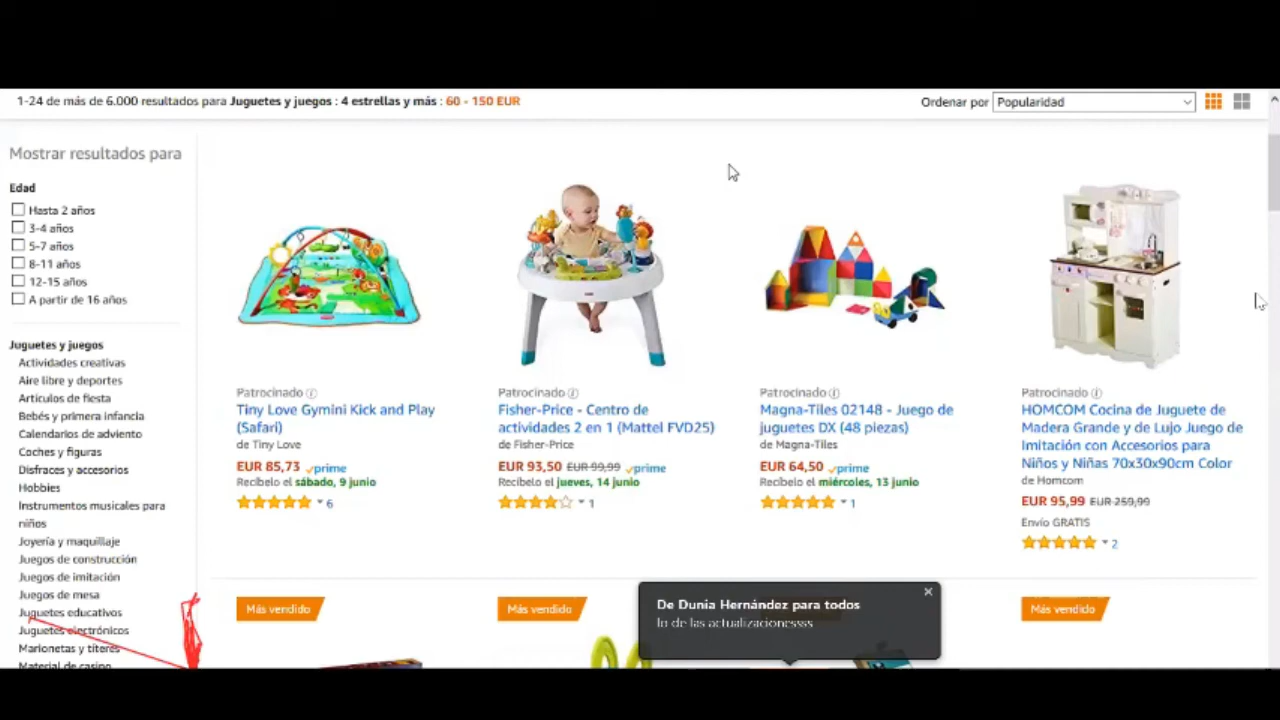 1-24 de más de 6.000 resultados para Juguetes y juegos : 4 estrellas y más : 60 - 150 EUR
Ordenar por Popularidad
Mostrar resultados para
Edad
Hasta 2 años
3-4 años
5-7 años
8-11 años
12-15 años
A partir de 16 años
Juguetes y juegos
Actividades creativas
Aire libre y deportes
Artículos de fiesta
Bebés y primera infancia
Calendarios de adviento
Coches y figuras
Disfraces y accesorios
Hobbies
Instrumentos musicales para
niños
Joyería y maquillaje
Juegos de construcción
Juegos de imitación
Juegos de mesa
Juguetes educativos
Juguetes electrónicos
Marionetas y títeres
Material de casino
Patrocinado
Tiny Love Gymini Kick and Play
(Safari)
de Tiny Love
EUR 85,73 prime
Recíbelo el sábado, 9 junio
6
Patrocinado
Fisher-Price - Centro de
actividades 2 en 1 (Mattel FVD25)
de Fisher-Price
EUR 93,50 EUR 99,99 prime
Recíbelo el jueves, 14 junio
1
Patrocinado
Magna-Tiles 02148 - Juego de
juguetes DX (48 piezas)
de Magna-Tiles
EUR 64,50 prime
Recíbelo el miércoles, 13 junio
1
Patrocinado
HOMCOM Cocina de Juguete de
Madera Grande y de Lujo Juego de
Imitación con Accesorios para
Niños y Niñas 70x30x90cm Color
de Homcom
EUR 95,99 EUR 259,99
Envío GRATIS
2
Más vendido
Más vendido
Más vendido
De Dunia Hernández para todos
lo de las actualizacionessss